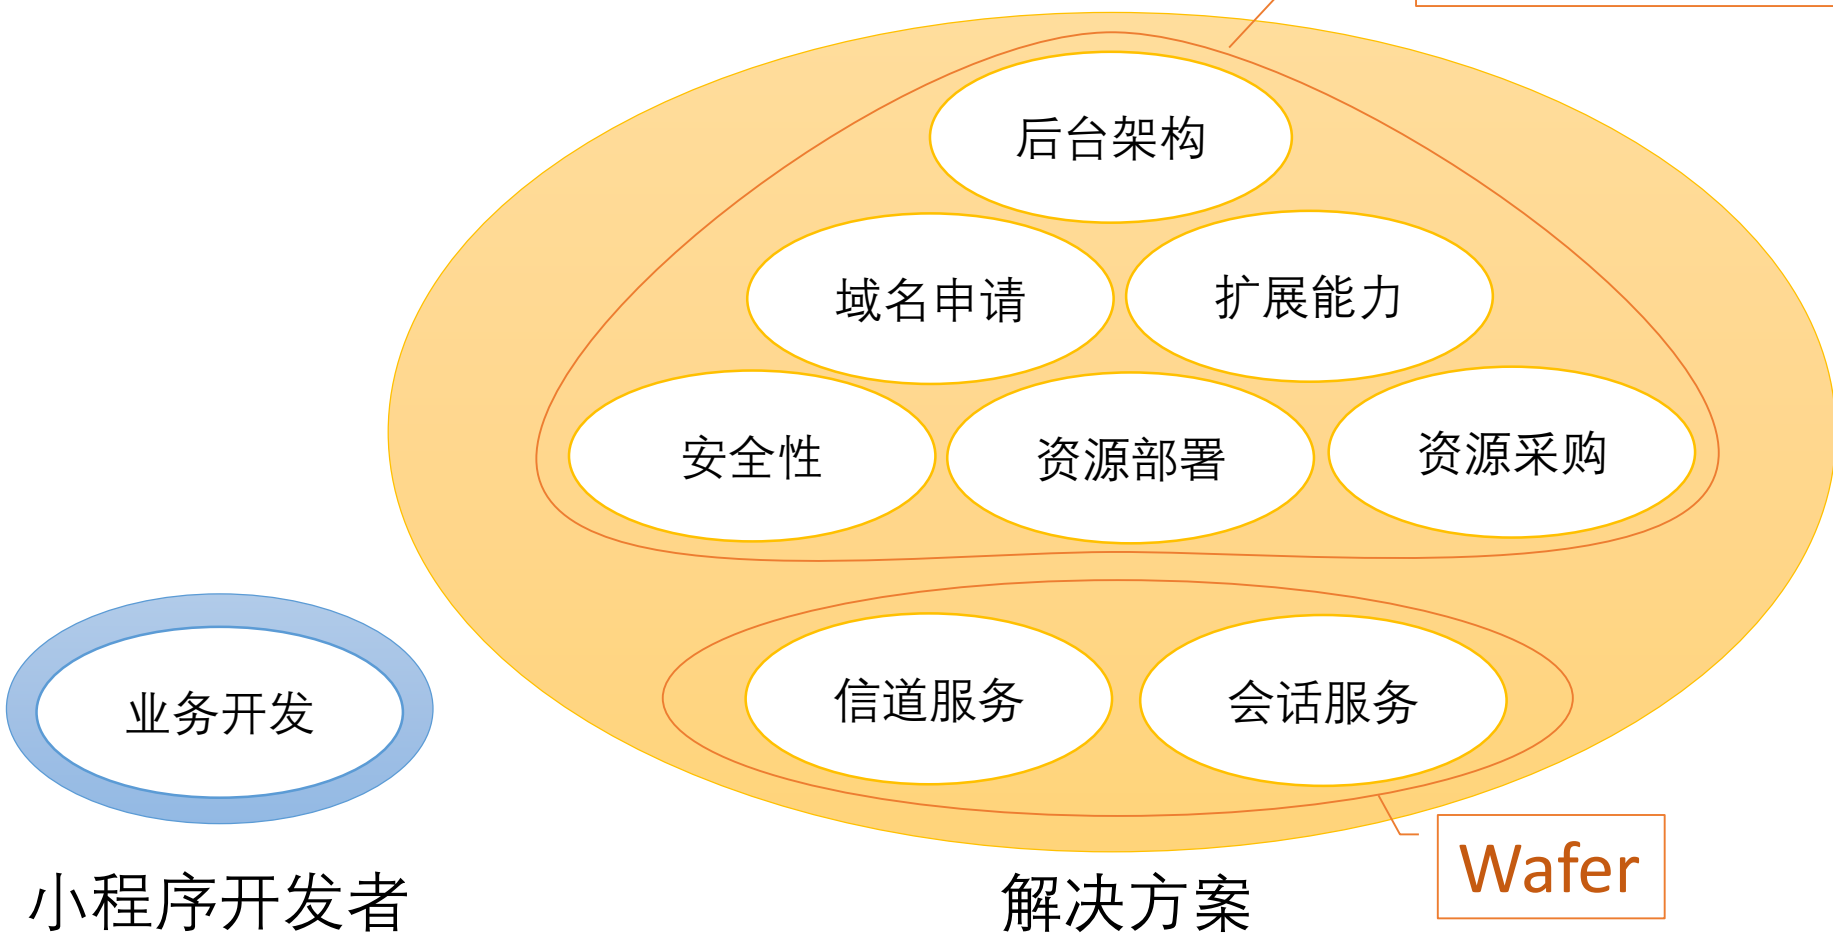 后台架构
域名申请
扩展能力
安全性
资源部署
资源采购
业务开发
信道服务
会话服务
Wafer
小程序开发者
解决方案